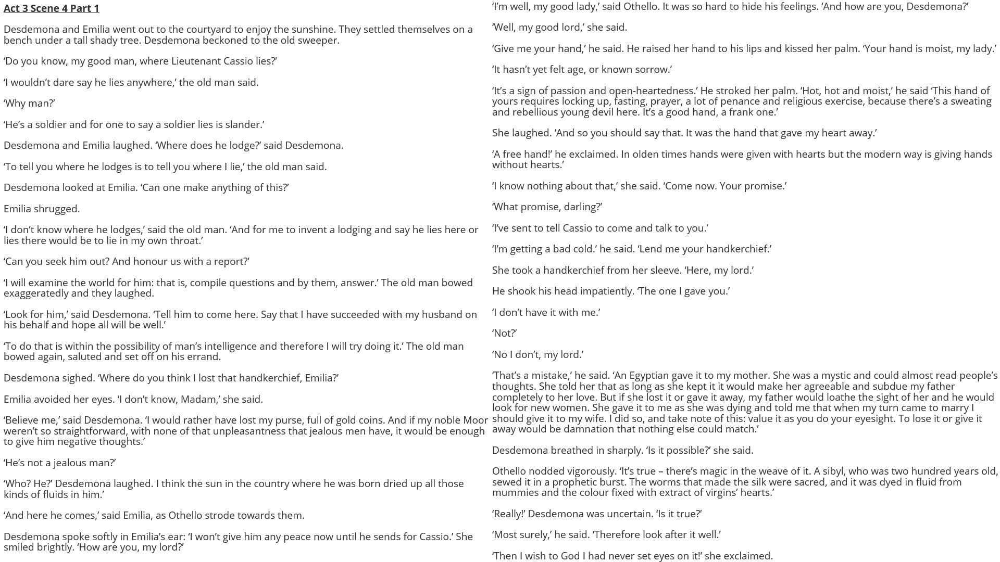 Act 3 Scene 4 Part 1
Desdemona and Emilia went out to the courtyard to enjoy the sunshine. They settled themselves on a
bench under a tall shady tree. Desdemona beckoned to the old sweeper.
‘Do you know, my good man, where Lieutenant Cassio lies?’
‘I wouldn’t dare say he lies anywhere,’ the old man said.
‘Why man?’
‘He’s a soldier and for one to say a soldier lies is slander.’
Desdemona and Emilia laughed. ‘Where does he lodge?’ said Desdemona.
‘To tell you where he lodges is to tell you where I lie,’ the old man said.
Desdemona looked at Emilia. ‘Can one make anything of this?’
Emilia shrugged.
‘I don’t know where he lodges,’ said the old man. ‘And for me to invent a lodging and say he lies here or
lies there would be to lie in my own throat.’
‘Can you seek him out? And honour us with a report?’
‘I will examine the world for him: that is, compile questions and by them, answer.’ The old man bowed
exaggeratedly and they laughed.
‘Look for him,’ said Desdemona. ‘Tell him to come here. Say that I have succeeded with my husband on
his behalf and hope all will be well.’
‘To do that is within the possibility of man’s intelligence and therefore I will try doing it.’ The old man
bowed again, saluted and set off on his errand.
Desdemona sighed. ‘Where do you think I lost that handkerchief, Emilia?’
Emilia avoided her eyes. ‘I don’t know, Madam,’ she said.
‘Believe me,’ said Desdemona. ‘I would rather have lost my purse, full of gold coins. And if my noble Moor
weren’t so straightforward, with none of that unpleasantness that jealous men have, it would be enough
to give him negative thoughts.’
‘He’s not a jealous man?’
‘Who? He?’ Desdemona laughed. I think the sun in the country where he was born dried up all those
kinds of fluids in him.’
‘And here he comes,’ said Emilia, as Othello strode towards them.
Desdemona spoke softly in Emilia’s ear: ‘I won’t give him any peace now until he sends for Cassio.’ She
smiled brightly. ‘How are you, my lord?’
‘I’m well, my good lady,’ said Othello. It was so hard to hide his feelings. ‘And how are you, Desdemona?’
‘Well, my good lord,’ she said.
‘Give me your hand,’ he said. He raised her hand to his lips and kissed her palm. ‘Your hand is moist, my lady.’
‘It hasn’t yet felt age, or known sorrow.’
‘It’s a sign of passion and open-heartedness.’ He stroked her palm. ‘Hot, hot and moist,’ he said ‘This hand of
yours requires locking up, fasting, prayer, a lot of penance and religious exercise, because there’s a sweating
and rebellious young devil here. It’s a good hand, a frank one.’
She laughed. ‘And so you should say that. It was the hand that gave my heart away.’
‘A free hand!’ he exclaimed. In olden times hands were given with hearts but the modern way is giving hands
without hearts.’
‘I know nothing about that,’ she said. ‘Come now. Your promise.’
‘What promise, darling?’
‘I’ve sent to tell Cassio to come and talk to you.’
‘I’m getting a bad cold.’ he said. ‘Lend me your handkerchief.’
She took a handkerchief from her sleeve. ‘Here, my lord.’
He shook his head impatiently. ‘The one I gave you.’
‘I don’t have it with me.’
‘Not?’
‘No I don’t, my lord.’
‘That’s a mistake,’ he said. ‘An Egyptian gave it to my mother. She was a mystic and could almost read people’s
thoughts. She told her that as long as she kept it it would make her agreeable and subdue my father
completely to her love. But if she lost it or gave it away, my father would loathe the sight of her and he would
look for new women. She gave it to me as she was dying and told me that when my turn came to marry I
should give it to my wife. I did so, and take note of this: value it as you do your eyesight. To lose it or give it
away would be damnation that nothing else could match.’
Desdemona breathed in sharply. ‘Is it possible?’ she said.
Othello nodded vigorously. ‘It’s true – there’s magic in the weave of it. A sibyl, who was two hundred years old,
sewed it in a prophetic burst. The worms that made the silk were sacred, and it was dyed in fluid from
mummies and the colour fixed with extract of virgins’ hearts.’
‘Really!’ Desdemona was uncertain. ‘Is it true?’
‘Most surely,’ he said. ‘Therefore look after it well.’
‘Then I wish to God I had never set eyes on it!’ she exclaimed.